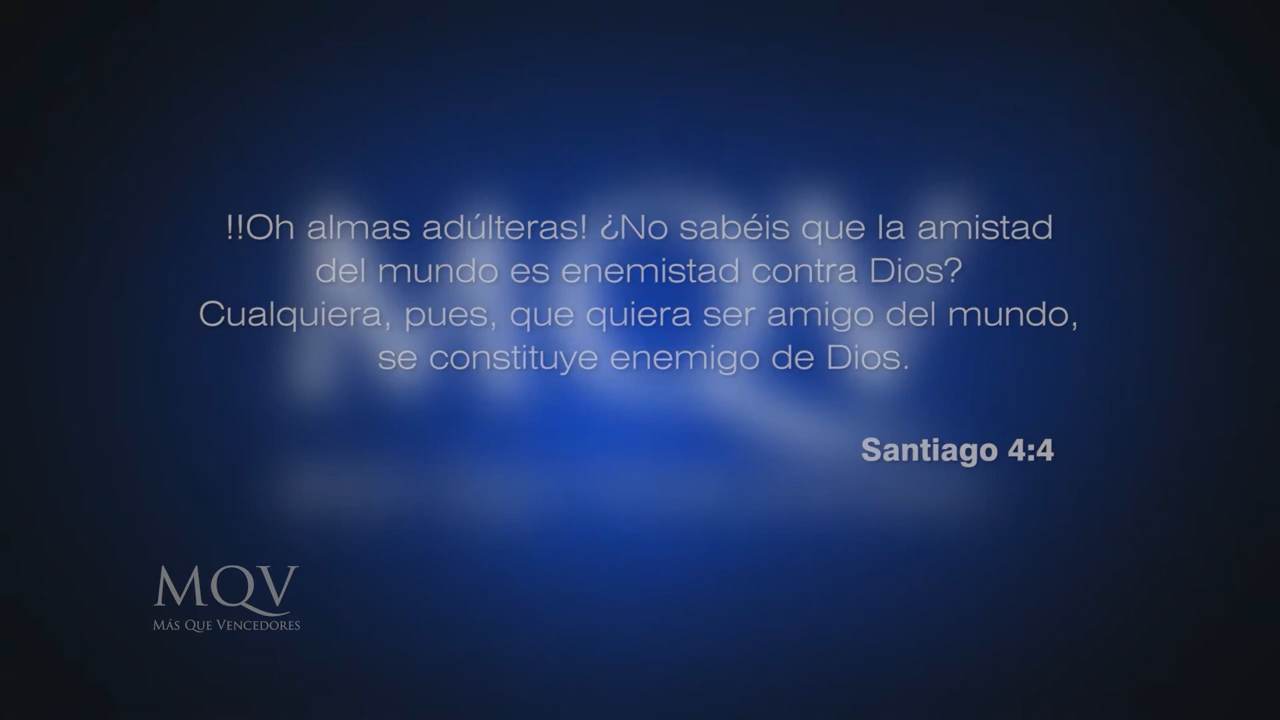 !!Oh almas adúlteras! ¿No sabéis que la amistad
del mundo es enemistad contra Dios?
Cualquiera, pues, que quiera ser amigo del mundo,
se constituye enemigo de Dios.
Santiago 4:4
MQV
Más Que Vencedores